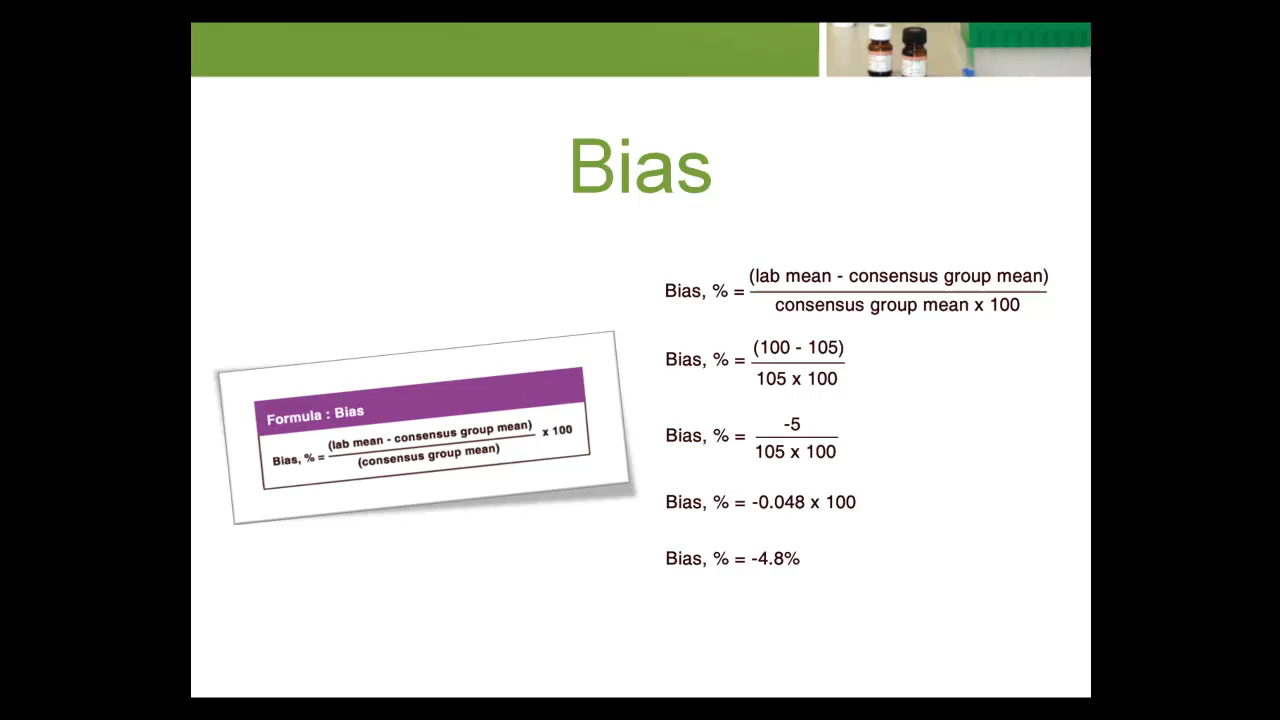 Bias
Formula : Bias
Bias, % = (lab mean - consensus group mean) x 100
(consensus group mean)
Bias, % = (lab mean - consensus group mean)
consensus group mean x 100
Bias, % = (100 - 105)
105 x 100
Bias, % = -5
105 x 100
Bias, % = -0.048 x 100
Bias, % = -4.8%